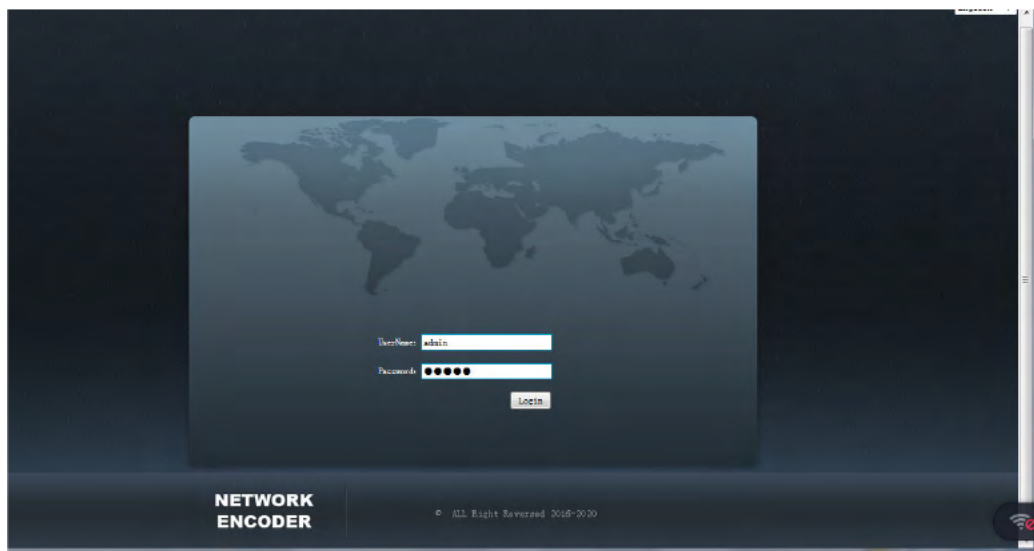 UserName: admin
Password: ●●●●●
Login
NETWORK
ENCODER
© ALL Right Reversed 2016-2020